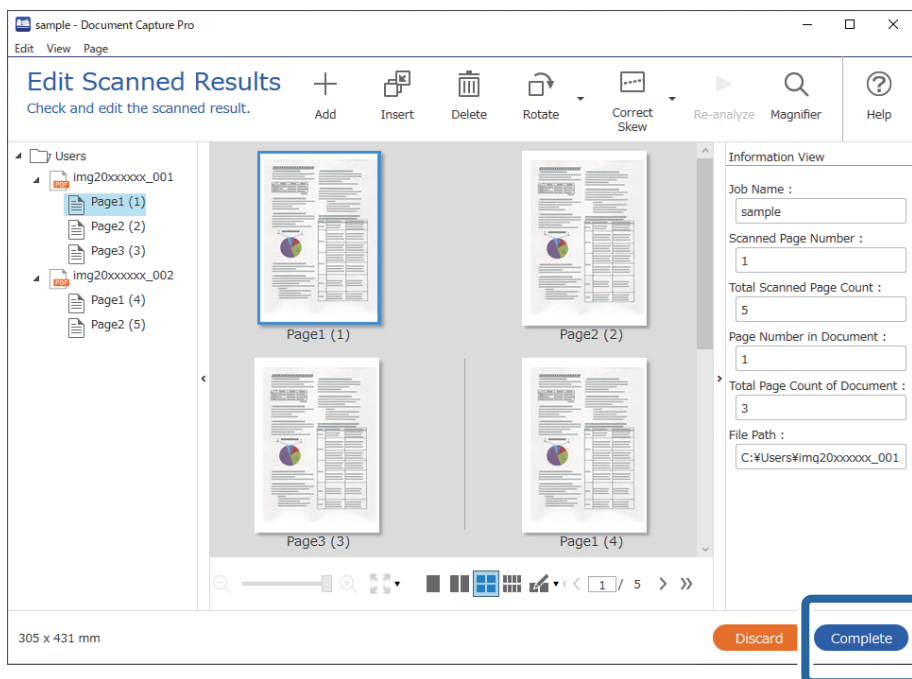 sample - Document Capture Pro
Edit View Page
Edit Scanned Results
Check and edit the scanned result.
Add
Insert
Delete
Rotate
Correct
Skew
Re-analyze
Magnifier
Help
Users
PDF img20xxxxxx_001
Page1 (1)
Page2 (2)
Page3 (3)
PDF img20xxxxxx_002
Page1 (4)
Page2 (5)
Page1 (1)
Page2 (2)
Page3 (3)
Page1 (4)
1 / 5
Information View
Job Name :
sample
Scanned Page Number :
1
Total Scanned Page Count :
5
Page Number in Document :
1
Total Page Count of Document :
3
File Path :
C:¥Users¥img20xxxxxx_001
305 x 431 mm
Discard
Complete